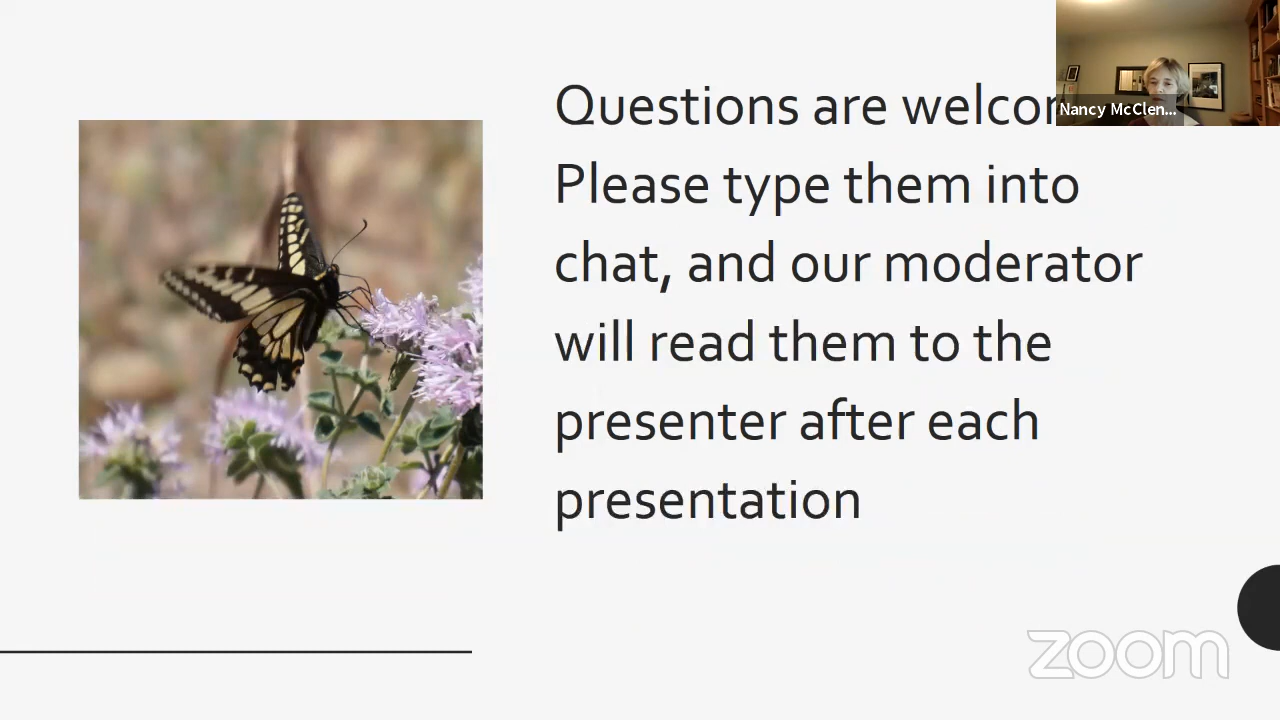 Questions are welcom
Nancy McClen...
Please type them into
chat, and our moderator
will read them to the
presenter after each
presentation
zoom